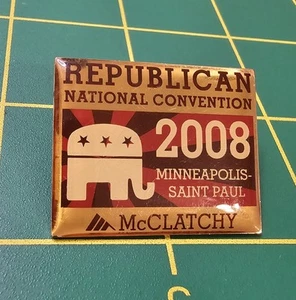 REPUBLICAN
NATIONAL CONVENTION
2008
MINNEAPOLIS-
SAINT PAUL
McCLATCHY